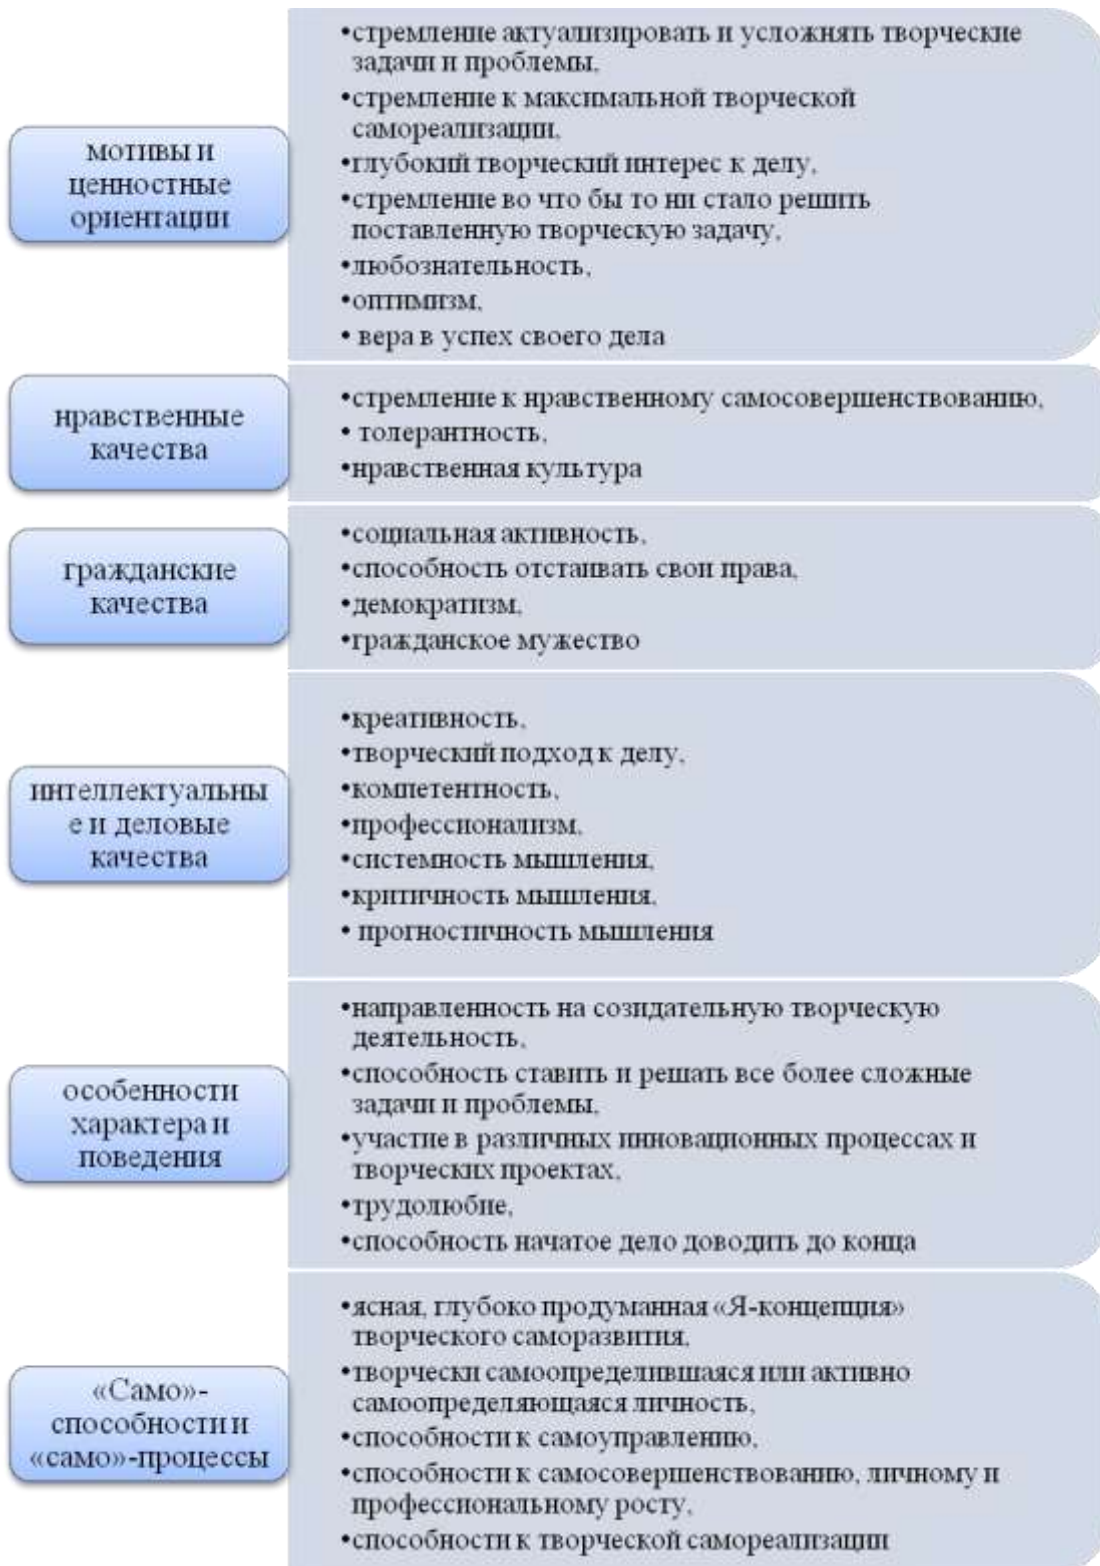 мотивы и
ценностные
ориентации
•стремление актуализировать и усложнять творческие
задачи и проблемы,
•стремление к максимальной творческой
самореализации,
•глубокий творческий интерес к делу,
•стремление во что бы то ни стало решить
поставленную творческую задачу,
•любознательность,
•оптимизм,
• вера в успех своего дела
нравственные
качества
•стремление к нравственному самосовершенствованию,
• толерантность,
•нравственная культура
гражданские
качества
•социальная активность,
•способность отстаивать свои права,
•демократизм,
•гражданское мужество
интеллектуальны
е и деловые
качества
•креативность,
•творческий подход к делу,
•компетентность,
•профессионализм,
•системность мышления,
•критичность мышления,
• прогностичность мышления
особенности
характера и
поведения
•направленность на созидательную творческую
деятельность,
•способность ставить и решать все более сложные
задачи и проблемы,
•участие в различных инновационных процессах и
творческих проектах,
•трудолюбие,
•способность начатое дело доводить до конца
«Само»-
способности и
«само»-процессы
•ясная, глубоко продуманная «Я-концепция»
творческого саморазвития,
•творчески самоопределившаяся или активно
самоопределяющаяся личность,
•способности к самоуправлению,
•способности к самосовершенствованию, личному и
профессиональному росту,
•способности к творческой самореализации